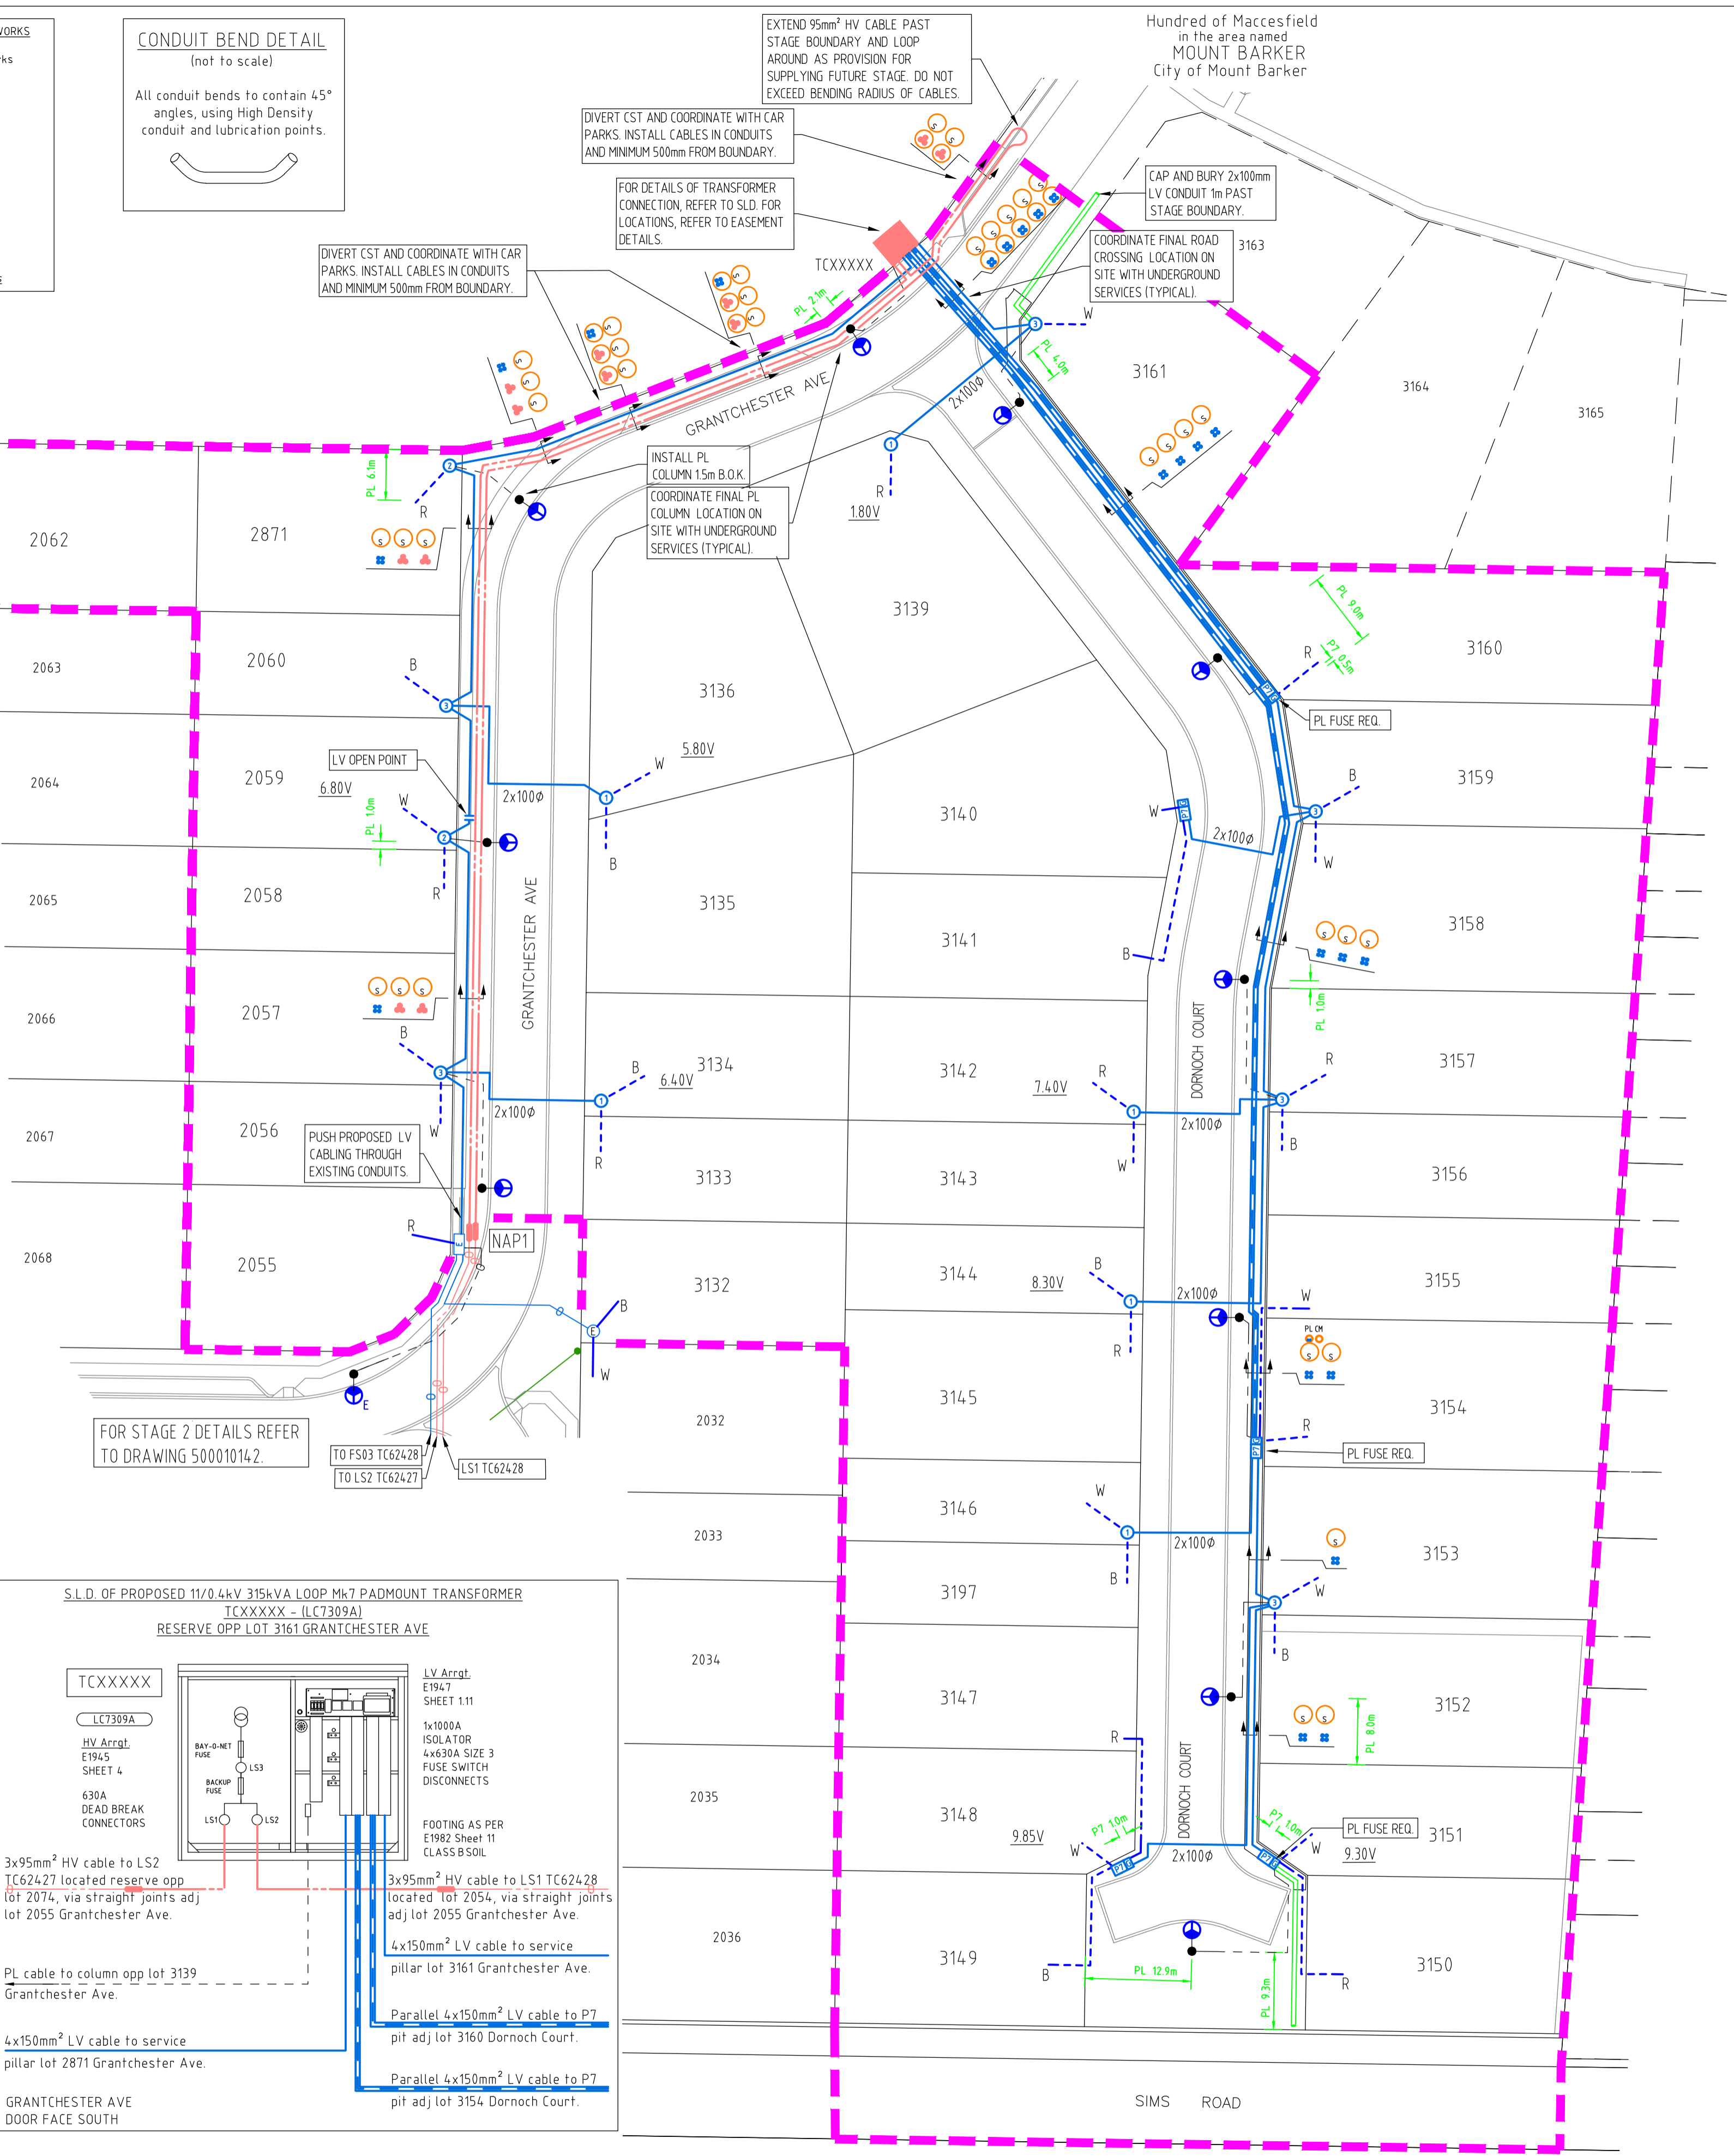 WORKS
ks
CONDUIT BEND DETAIL
(not to scale)
All conduit bends to contain 45°
angles, using High Density
conduit and lubrication points.
EXTEND 95mm² HV CABLE PAST
STAGE BOUNDARY AND LOOP
AROUND AS PROVISION FOR
SUPPLYING FUTURE STAGE. DO NOT
EXCEED BENDING RADIUS OF CABLES.
Hundred of Maccesfield
in the area named
MOUNT BARKER
City of Mount Barker
DIVERT CST AND COORDINATE WITH CAR
PARKS. INSTALL CABLES IN CONDUITS
AND MINIMUM 500mm FROM BOUNDARY.
FOR DETAILS OF TRANSFORMER
CONNECTION, REFER TO SLD. FOR
LOCATIONS, REFER TO EASEMENT
DETAILS.
CAP AND BURY 2x100mm
LV CONDUIT 1m PAST
STAGE BOUNDARY.
DIVERT CST AND COORDINATE WITH CAR
PARKS. INSTALL CABLES IN CONDUITS
AND MINIMUM 500mm FROM BOUNDARY.
TCXXXXX
COORDINATE FINAL ROAD
CROSSING LOCATION ON
SITE WITH UNDERGROUND
SERVICES (TYPICAL).
3163
PL 2.1m
W
PL 4.0m
3161
3164
3165
2x100ϕ
GRANTCHESTER AVE
INSTALL PL
COLUMN 1.5m B.O.K.
COORDINATE FINAL PL
COLUMN LOCATION ON
SITE WITH UNDERGROUND
SERVICES (TYPICAL).
R
1.80V
PL 6.1m
R
2062
2871
3139
PL 9.0m
P7 0.5m
R
3160
2063
2060
B
3136
PL FUSE REQ.
5.80V
W
LV OPEN POINT
2064
2059
6.80V
W
PL 1.0m
2x100ϕ
B
R
3140
W
P7
2x100ϕ
3159
B
W
2065
2058
3135
GRANTCHESTER AVE
3141
B
3158
PL 1.0m
2066
2057
B
3134
B
6.40V
2x100ϕ
R
W
3142
7.40V
R
DORNOCH COURT
2x100ϕ
W
3157
R
B
2067
2056
PUSH PROPOSED LV
CABLING THROUGH
EXISTING CONDUITS.
3133
3143
3156
R
E
NAP1
2068
2055
3132
B
E
W
3144
8.30V
B
2x100ϕ
R
3155
W
PL CM
E
FOR STAGE 2 DETAILS REFER
TO DRAWING 500010142.
TO FS03 TC62428
TO LS2 TC62427
LS1 TC62428
2032
3145
3154
R
P7
PL FUSE REQ.
2033
3146
W
2x100ϕ
B
3153
W
B
3197
S.L.D. OF PROPOSED 11/0.4kV 315kVA LOOP Mk7 PADMOUNT TRANSFORMER
TCXXXXX - (LC7309A)
RESERVE OPP LOT 3161 GRANTCHESTER AVE
TCXXXXX
LC7309A
HV Arrgt.
E1945
SHEET 4
630A
DEAD BREAK
CONNECTORS
BAY-O-NET
FUSE
LS3
BACKUP
FUSE
LS1
LS2
LV Arrgt.
E1947
SHEET 1.11
1x1000A
ISOLATOR
4x630A SIZE 3
FUSE SWITCH
DISCONNECTS
FOOTING AS PER
E1982 Sheet 11
CLASS B SOIL
3x95mm² HV cable to LS2
TC62427 located reserve opp
lot 2074, via straight joints adj
lot 2055 Grantchester Ave.
3x95mm² HV cable to LS1 TC62428
located lot 2054, via straight joints
adj lot 2055 Grantchester Ave.
4x150mm² LV cable to service
pillar lot 3161 Grantchester Ave.
PL cable to column opp lot 3139
Grantchester Ave.
Parallel 4x150mm² LV cable to P7
pit adj lot 3160 Dornoch Court.
4x150mm² LV cable to service
pillar lot 2871 Grantchester Ave.
Parallel 4x150mm² LV cable to P7
pit adj lot 3154 Dornoch Court.
GRANTCHESTER AVE
DOOR FACE SOUTH
2034
3147
R
3152
PL 8.0m
2035
3148
9.85V
W
P7 1.0m
P7
DORNOCH COURT
2x100ϕ
P7 1.0m
P7
W
PL FUSE REQ.
9.30V
3151
2036
3149
B
PL 12.9m
PL 9.3m
R
3150
SIMS ROAD